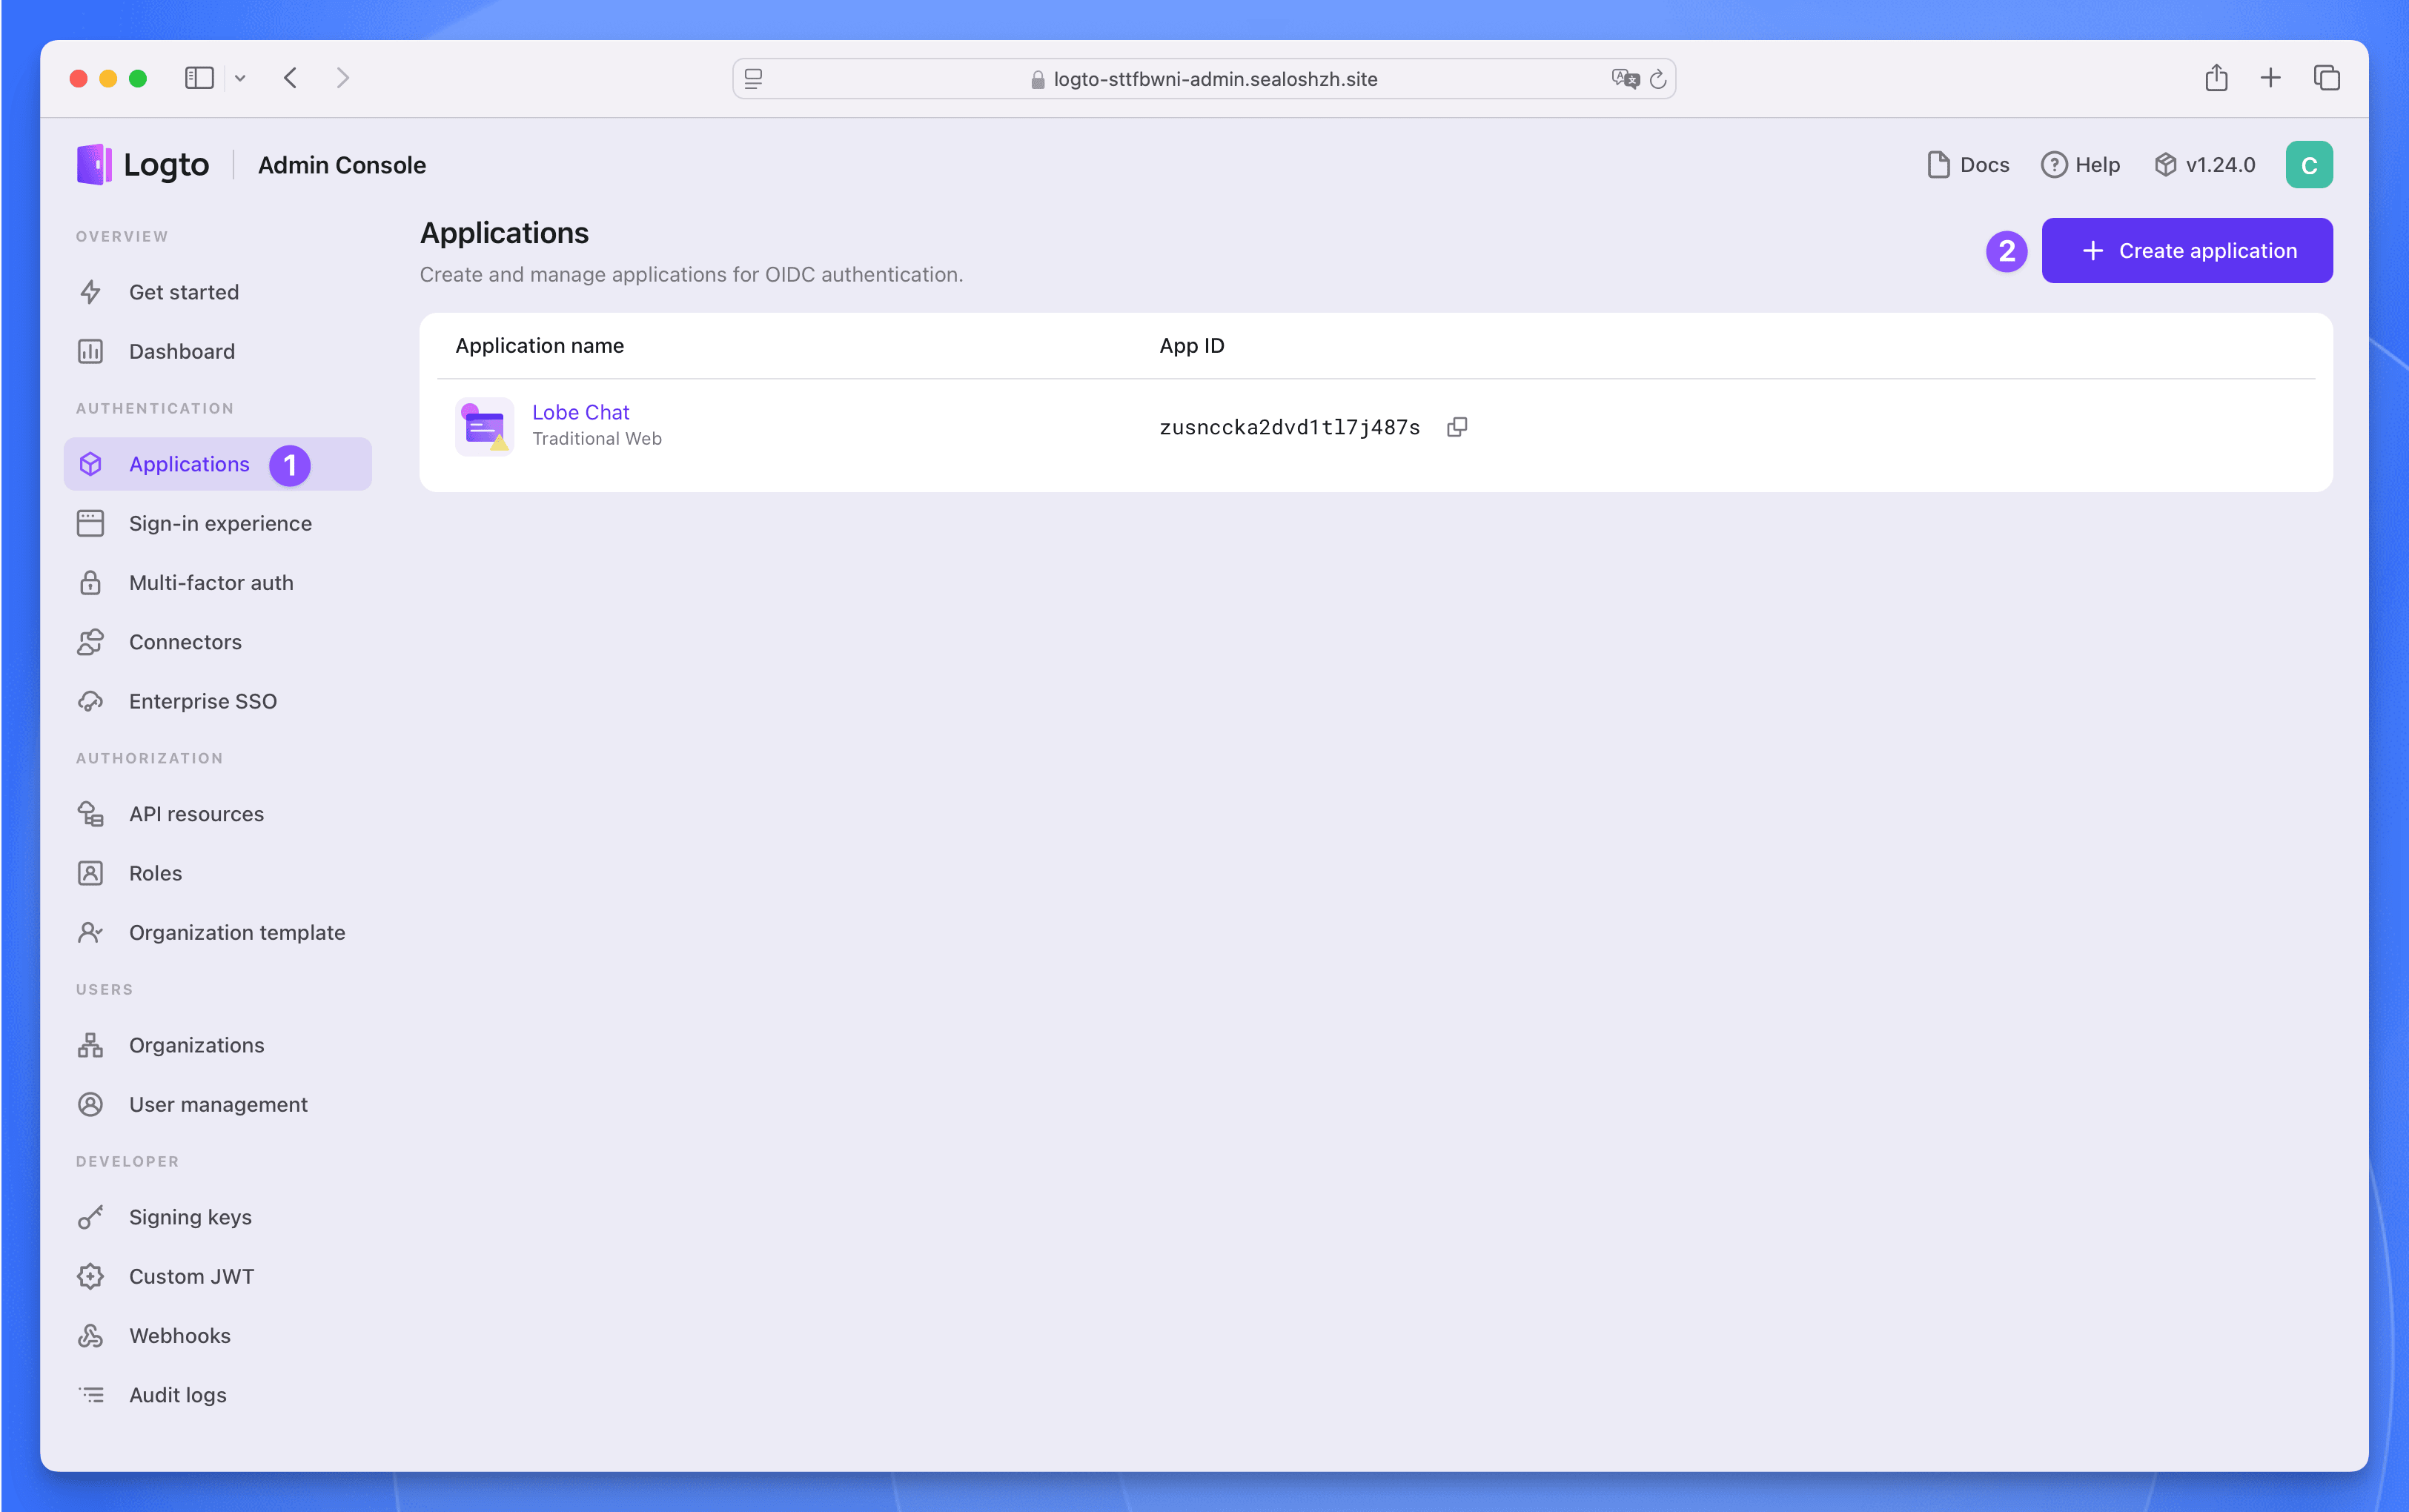 logto-sttfbwni-admin.sealoshzh.site
Logto
Admin Console
Docs
Help
v1.24.0
C
OVERVIEW
Get started
Dashboard
AUTHENTICATION
Applications 1
Sign-in experience
Multi-factor auth
Connectors
Enterprise SSO
AUTHORIZATION
API resources
Roles
Organization template
USERS
Organizations
User management
DEVELOPER
Signing keys
Custom JWT
Webhooks
Audit logs
Applications
Create and manage applications for OIDC authentication.
2
Create application
Application name
App ID
Lobe Chat
Traditional Web
zusnccka2dvd1tl7j487s